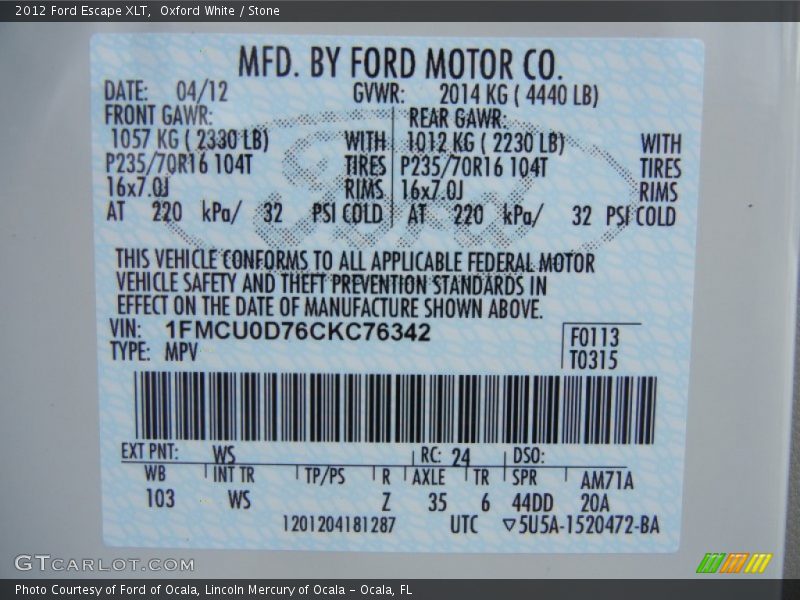 2012 Ford Escape XLT, Oxford White / Stone
MFD. BY FORD MOTOR CO.
DATE: 04/12 GVWR: 2014 KG ( 4440 LB)
FRONT GAWR: REAR GAWR:
1057 KG ( 2330 LB) WITH 1012 KG ( 2230 LB) WITH
P235/70R16 104T TIRES P235/70R16 104T TIRES
16x7.0J RIMS 16x7.0J RIMS
AT 220 kPa/ 32 PSI COLD AT 220 kPa/ 32 PSI COLD
Ford
THIS VEHICLE CONFORMS TO ALL APPLICABLE FEDERAL MOTOR
VEHICLE SAFETY AND THEFT PREVENTION STANDARDS IN
EFFECT ON THE DATE OF MANUFACTURE SHOWN ABOVE.
VIN: 1FMCU0D76CKC76342 F0113
TYPE: MPV T0315
EXT PNT: WS RC: 24 DSO:
WB INT TR TP/PS R AXLE TR SPR AM71A
103 WS Z 35 6 44DD 20A
1201204181287 UTC ▽5U5A-1520472-BA
GTCARLOT.COM
Photo Courtesy of Ford of Ocala, Lincoln Mercury of Ocala – Ocala, FL